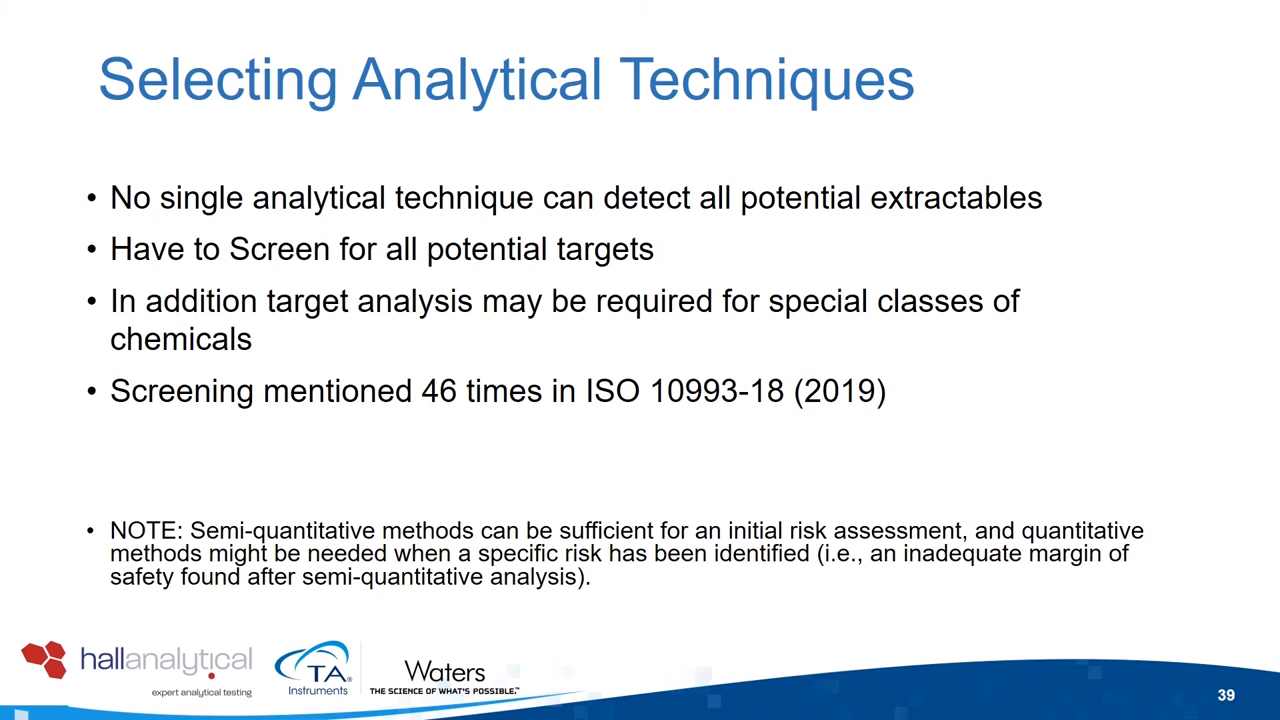 Selecting Analytical Techniques
• No single analytical technique can detect all potential extractables
• Have to Screen for all potential targets
• In addition target analysis may be required for special classes of
chemicals
• Screening mentioned 46 times in ISO 10993-18 (2019)
• NOTE: Semi-quantitative methods can be sufficient for an initial risk assessment, and quantitative
methods might be needed when a specific risk has been identified (i.e., an inadequate margin of
safety found after semi-quantitative analysis).
hallanalytical
expert analytical testing
TA®
Instruments
Waters
THE SCIENCE OF WHAT'S POSSIBLE.™
39